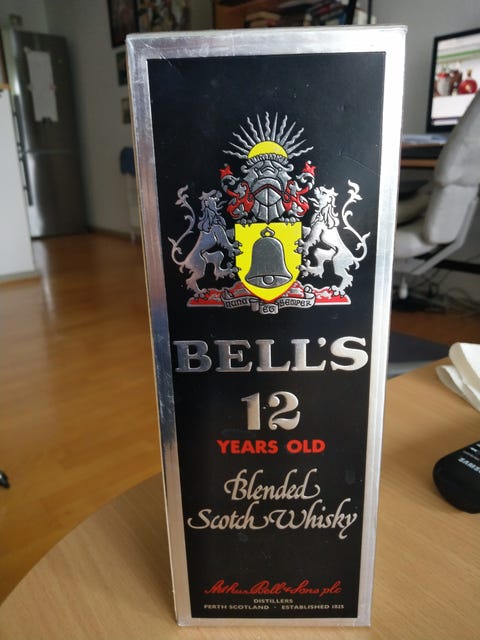 NUNC ET SEMPER
BELL'S
12
YEARS OLD
Blended
Scotch Whisky
Arthur Bell & Sons plc
DISTILLERS
PERTH SCOTLAND · ESTABLISHED 1825
SAMSUNG